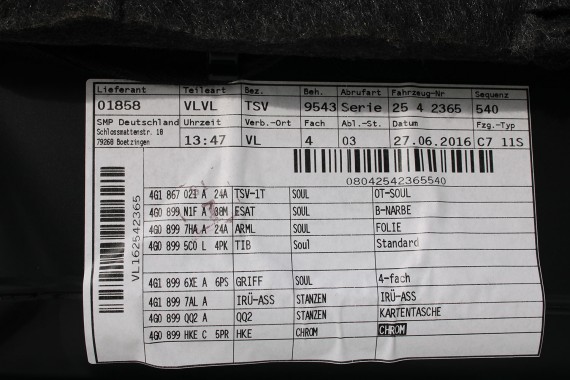 Lieferant Teileart Bez. Beh. Abrufart Fahrzeug-Nr Sequenz
01858 VLVL TSV 9543 Serie 25 4 2365 540
SMP Deutschland Uhrzeit Verb.-Ort Fach Abl.-St. Datum Fzg.-Typ
Schlossmattenstr. 18
79268 Boetzingen 13:47 VL 4 03 27.06.2016 C7 11S
08042542365540
VL162542365
4G1 867 021 A 24A TSV-1T SOUL OT-SOUL
4G0 899 N1F A 38M ESAT SOUL B-NARBE
4G0 899 7HA A 24A ARML SOUL FOLIE
4G0 899 5C0 L 4PK TIB Soul Standard
4G1 899 6XE A 6PS GRIFF SOUL 4-fach
4G1 899 7AL A IRÜ-ASS STANZEN IRÜ-ASS
4G0 899 QQ2 A QQ2 STANZEN KARTENTASCHE
4G0 899 HKE C 5PR HKE CHROM CHROM